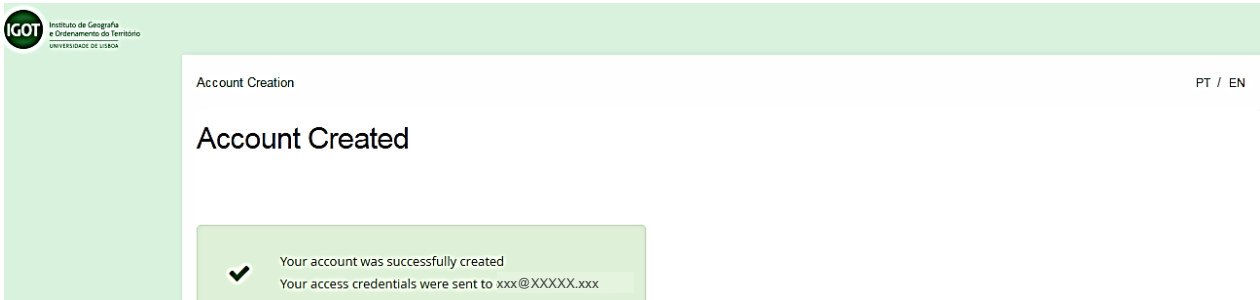 IGOT
Instituto de Geografia
e Ordenamento do Território
UNIVERSIDADE DE LISBOA
Account Creation
PT / EN
Account Created
Your account was successfully created
Your access credentials were sent to xxx@XXXXX.xxx